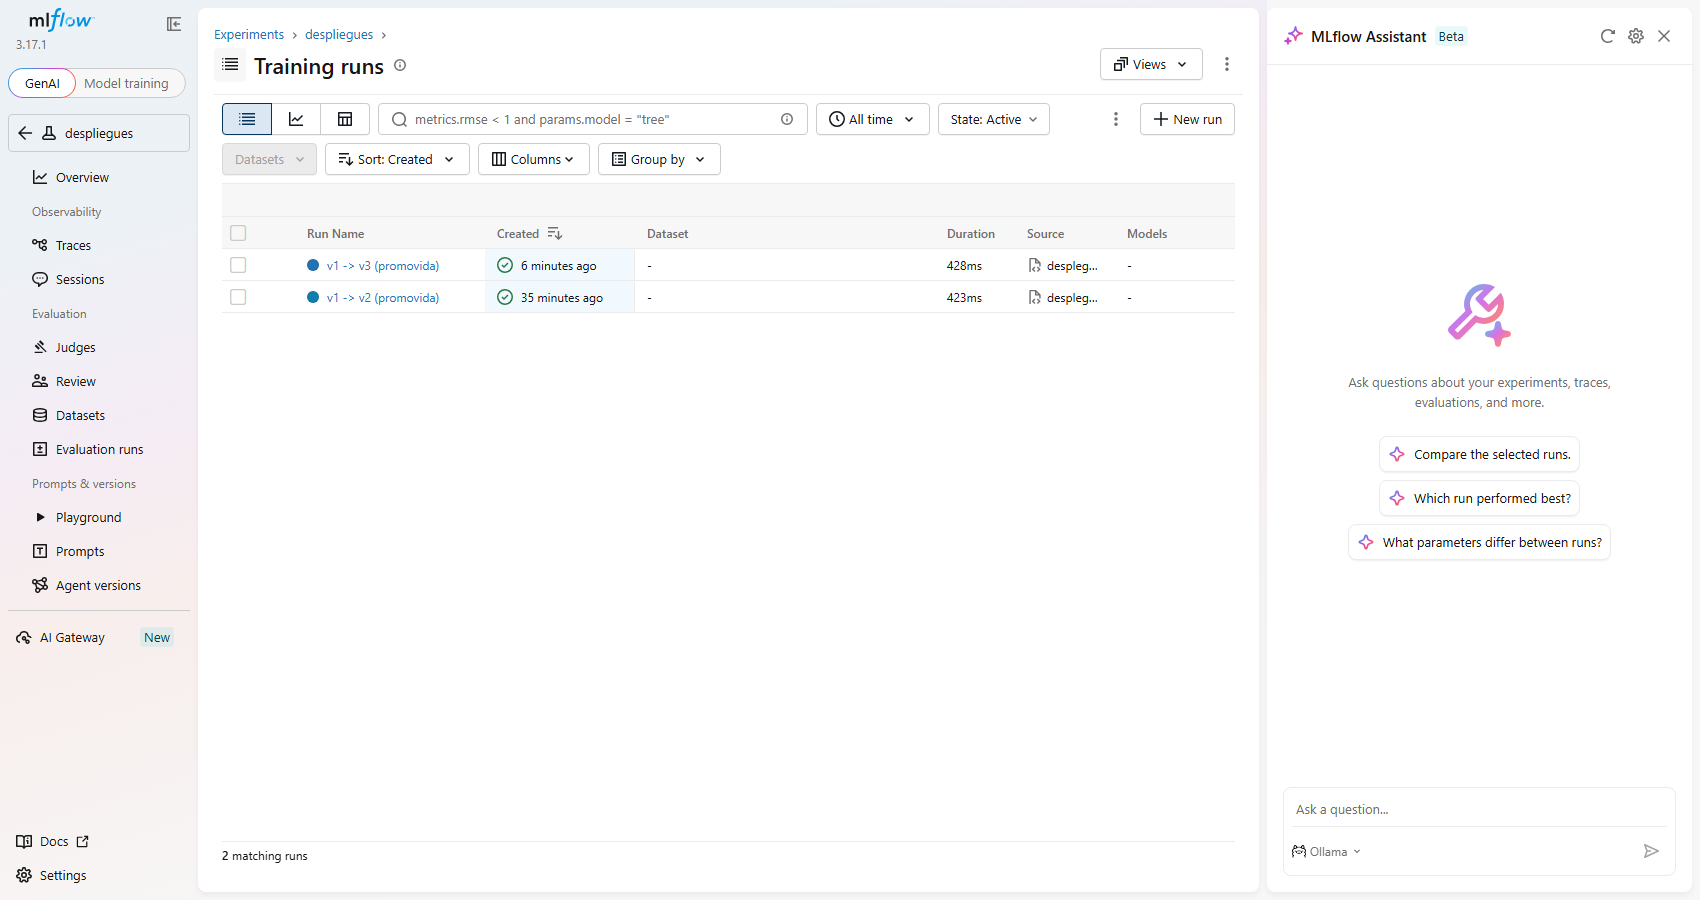 mlflow
3.17.1
GenAI Model training
despliegues
Overview
Observability
Traces
Sessions
Evaluation
Judges
Review
Datasets
Evaluation runs
Prompts & versions
Playground
Prompts
Agent versions
AI Gateway New
Docs
Settings
Experiments > despliegues >
Training runs
Views
metrics.rmse < 1 and params.model = "tree"
All time
State: Active
New run
Datasets
Sort: Created
Columns
Group by
Run Name Created Dataset Duration Source Models
v1 -> v3 (promovida) 6 minutes ago - 428ms despleg... -
v1 -> v2 (promovida) 35 minutes ago - 423ms despleg... -
2 matching runs
MLflow Assistant Beta
Ask questions about your experiments, traces,
evaluations, and more.
Compare the selected runs.
Which run performed best?
What parameters differ between runs?
Ask a question...
Ollama